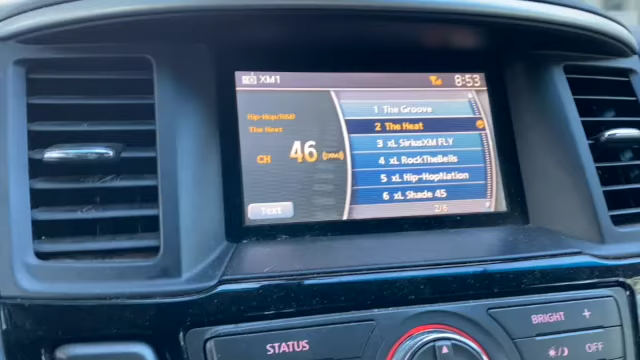 XM1
8:53
Hip-Hop/R&B
The Heat
CH 46 (XM)
Text
1 The Groove
2 The Heat
3 xL SiriusXM FLY
4 xL RockTheBells
5 xL Hip-HopNation
6 xL Shade 45
2/6
STATUS
BRIGHT +
OFF